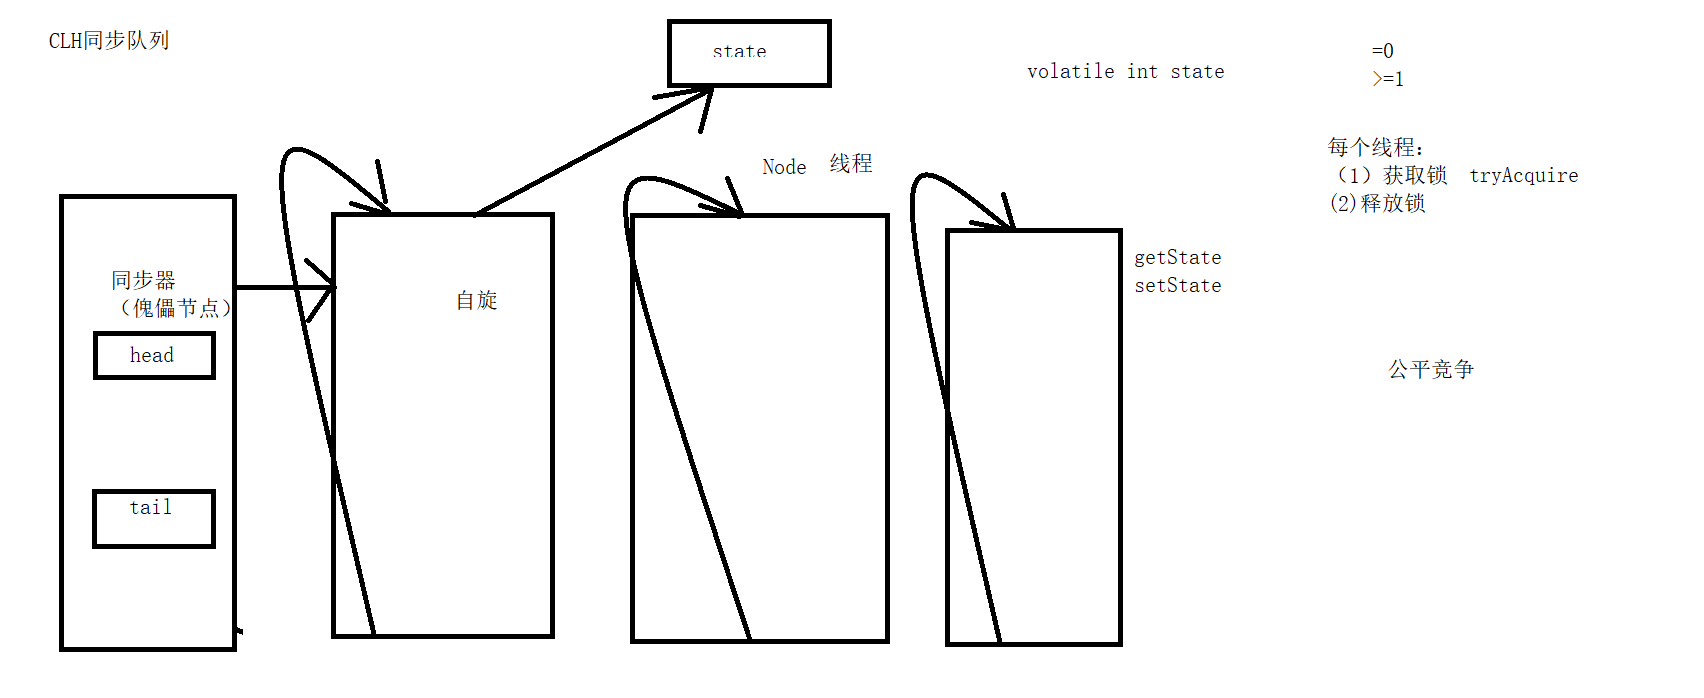 CLH同步队列
state
volatile int state
=0
>=1
每个线程：
（1）获取锁 tryAcquire
(2)释放锁
Node 线程
同步器
（傀儡节点）
head
tail
自旋
getState
setState
公平竞争